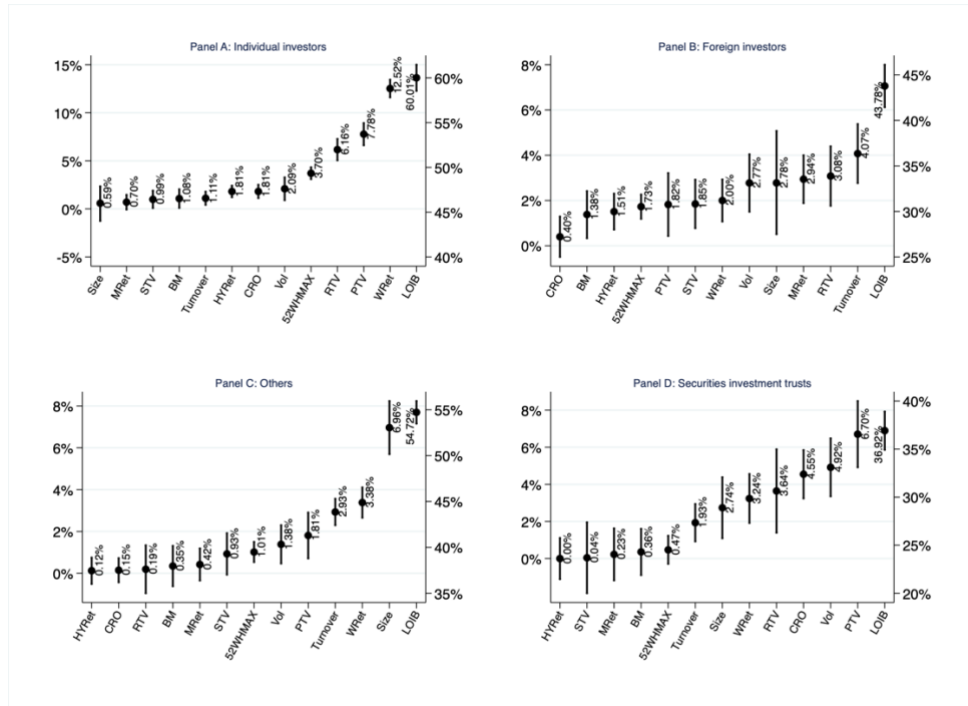 Panel A: Individual investors
15%
10%
5%
0%
-5%
60%
55%
50%
45%
40%
0.59%
0.70%
0.99%
1.08%
1.11%
1.81%
1.81%
2.09%
3.70%
6.16%
7.78%
12.52%
60.01%
Size
MRet
STV
BM
Turnover
HYRet
CRO
Vol
52WHMAX
RTV
PTV
WRet
LOIB
Panel B: Foreign investors
8%
6%
4%
2%
0%
45%
40%
35%
30%
25%
0.40%
1.38%
1.51%
1.73%
1.82%
1.85%
2.00%
2.77%
2.78%
2.94%
3.08%
4.07%
43.78%
CRO
BM
HYRet
52WHMAX
PTV
STV
WRet
Vol
Size
MRet
RTV
Turnover
LOIB
Panel C: Others
8%
6%
4%
2%
0%
55%
50%
45%
40%
35%
0.12%
0.15%
0.19%
0.35%
0.42%
0.93%
1.01%
1.38%
1.81%
2.93%
3.38%
6.96%
54.72%
HYRet
CRO
RTV
BM
MRet
STV
52WHMAX
Vol
PTV
Turnover
WRet
Size
LOIB
Panel D: Securities investment trusts
8%
6%
4%
2%
0%
40%
35%
30%
25%
20%
0.00%
0.04%
0.23%
0.36%
0.47%
1.93%
2.74%
3.24%
3.64%
4.55%
4.92%
6.70%
36.92%
HYRet
STV
MRet
BM
52WHMAX
Turnover
Size
WRet
RTV
CRO
Vol
PTV
LOIB